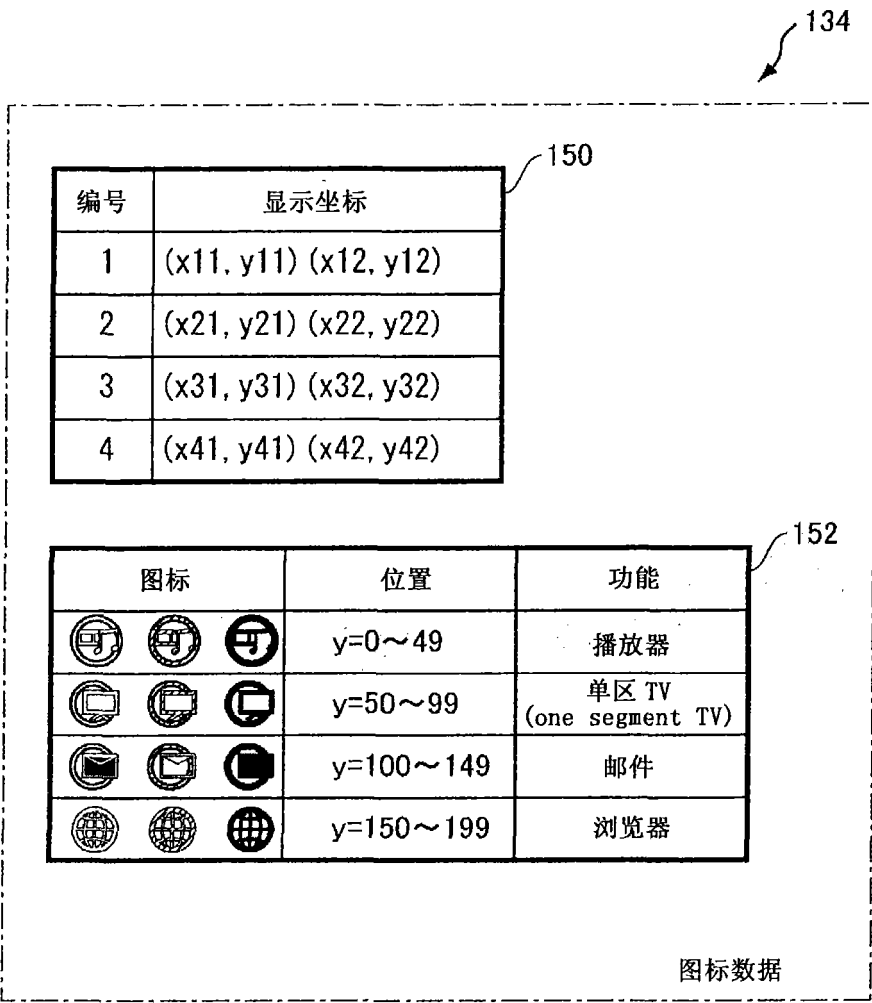 134
150
编号 显示坐标
1 (x11, y11) (x12, y12)
2 (x21, y21) (x22, y22)
3 (x31, y31) (x32, y32)
4 (x41, y41) (x42, y42)
152
图标 位置 功能
y=0～49 播放器
y=50～99 单区 TV
(one segment TV)
y=100～149 邮件
y=150～199 浏览器
图标数据